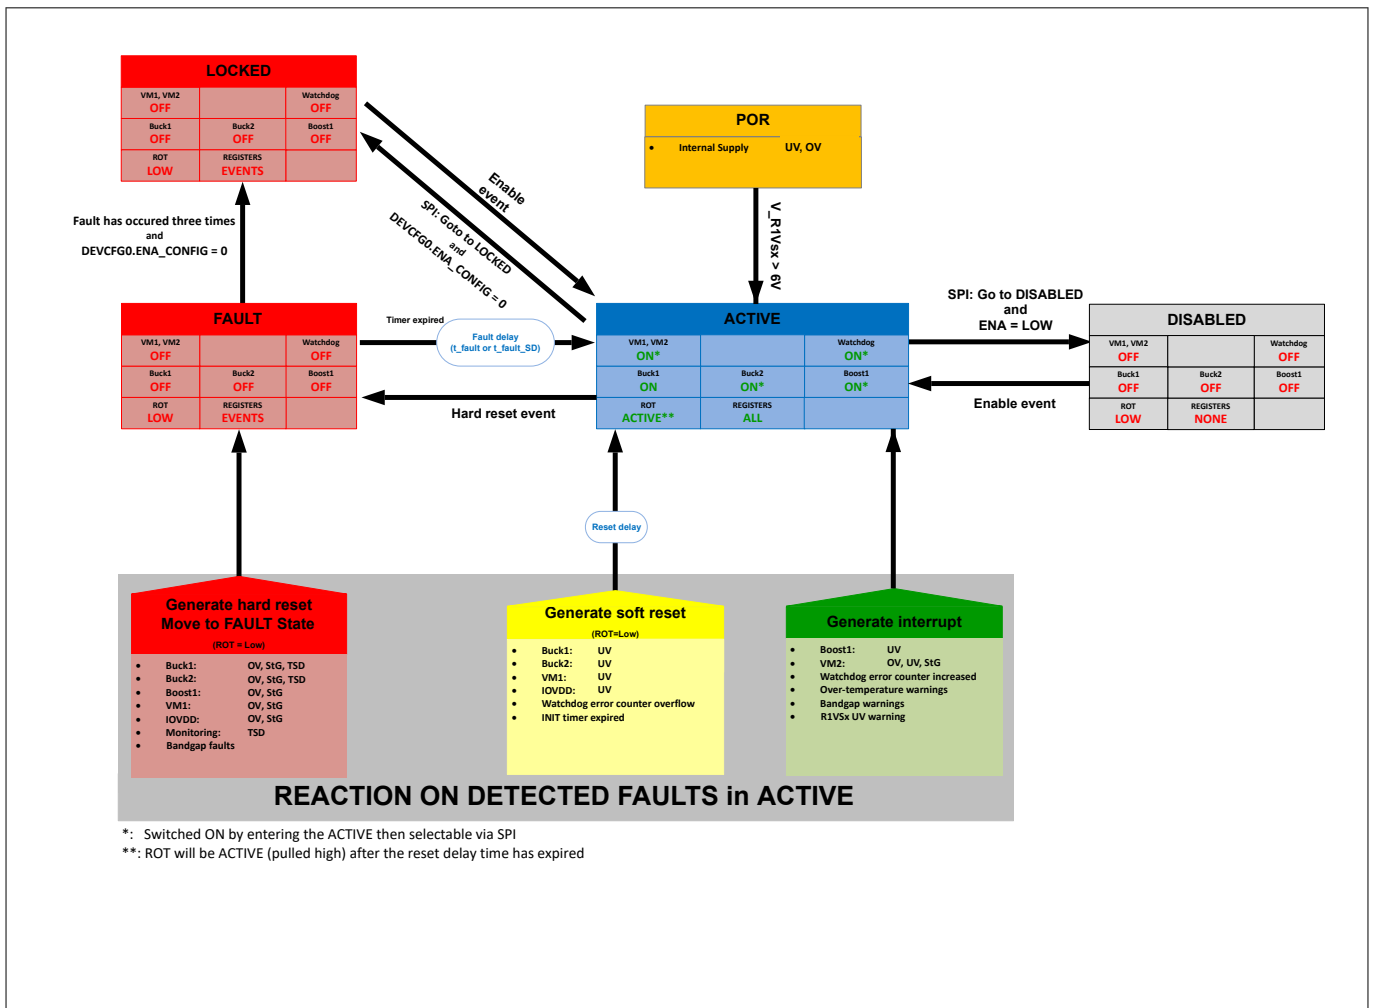 LOCKED
VM1, VM2 Watchdog
OFF OFF
Buck1 Buck2 Boost1
OFF OFF OFF
ROT REGISTERS
LOW EVENTS
POR
• Internal Supply UV, OV
Enable
event
SPI: Goto to LOCKED
and
DEVCFG0.ENA_CONFIG = 0
V_R1Vsx > 6V
Fault has occured three times
and
DEVCFG0.ENA_CONFIG = 0
SPI: Go to DISABLED
and
ENA = LOW
FAULT
VM1, VM2 Watchdog
OFF OFF
Buck1 Buck2 Boost1
OFF OFF OFF
ROT REGISTERS
LOW EVENTS
Timer expired
Fault delay
(t_fault or t_fault_SD)
Hard reset event
ACTIVE
VM1, VM2 Watchdog
ON* ON*
Buck1 Buck2 Boost1
ON ON* ON*
ROT REGISTERS
ACTIVE** ALL
Enable event
DISABLED
VM1, VM2 Watchdog
OFF OFF
Buck1 Buck2 Boost1
OFF OFF OFF
ROT REGISTERS
LOW NONE
Reset delay
Generate hard reset
Move to FAULT State
(ROT = Low)
• Buck1: OV, StG, TSD
• Buck2: OV, StG, TSD
• Boost1: OV, StG
• VM1: OV, StG
• IOVDD: OV, StG
• Monitoring: TSD
• Bandgap faults
Generate soft reset
(ROT=Low)
• Buck1: UV
• Buck2: UV
• VM1: UV
• IOVDD: UV
• Watchdog error counter overflow
• INIT timer expired
Generate interrupt
• Boost1: UV
• VM2: OV, UV, StG
• Watchdog error counter increased
• Over-temperature warnings
• Bandgap warnings
• R1VSx UV warning
REACTION ON DETECTED FAULTS in ACTIVE
*: Switched ON by entering the ACTIVE then selectable via SPI
**: ROT will be ACTIVE (pulled high) after the reset delay time has expired